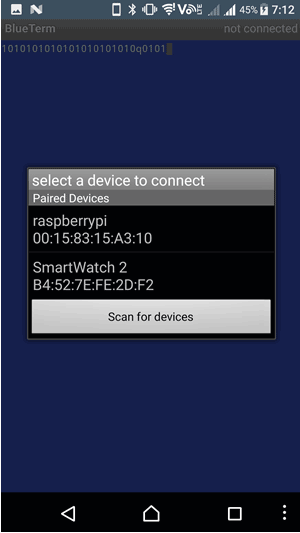 45% 7:12
BlueTerm not connected
1010101010101010101010q0101
select a device to connect
Paired Devices
raspberrypi
00:15:83:15:A3:10
SmartWatch 2
B4:52:7E:FE:2D:F2
Scan for devices